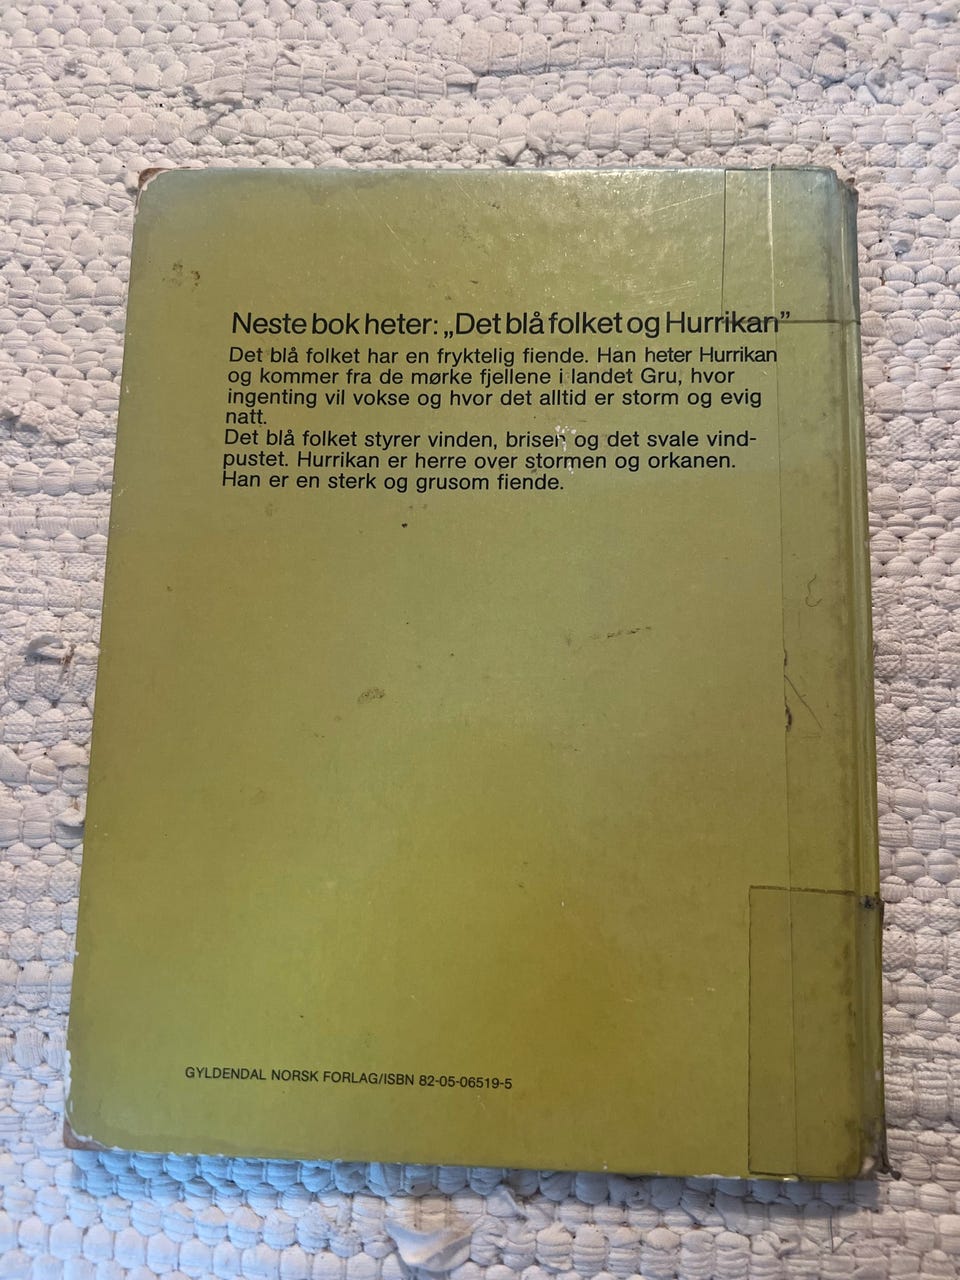 Neste bok heter: „Det blå folket og Hurrikan”
Det blå folket har en fryktelig fiende. Han heter Hurrikan
og kommer fra de mørke fjellene i landet Gru, hvor
ingenting vil vokse og hvor det alltid er storm og evig
natt.
Det blå folket styrer vinden, brisen og det svale vind-
pustet. Hurrikan er herre over stormen og orkanen.
Han er en sterk og grusom fiende.
GYLDENDAL NORSK FORLAG/ISBN 82-05-06519-5